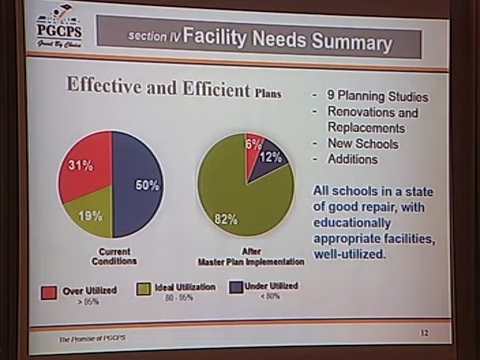 PGCPS
Great By Choice
section IV Facility Needs Summary
Effective and Efficient Plans
- 9 Planning Studies
- Renovations and
Replacements
- New Schools
- Additions
31%
50%
19%
6%
12%
82%
All schools in a state
of good repair, with
educationally
appropriate facilities,
well-utilized.
Current
Conditions
After
Master Plan Implementation
Over Utilized
> 95%
Ideal Utilization
80 - 95%
Under Utilized
< 80%
The Promise of PGCPS
12